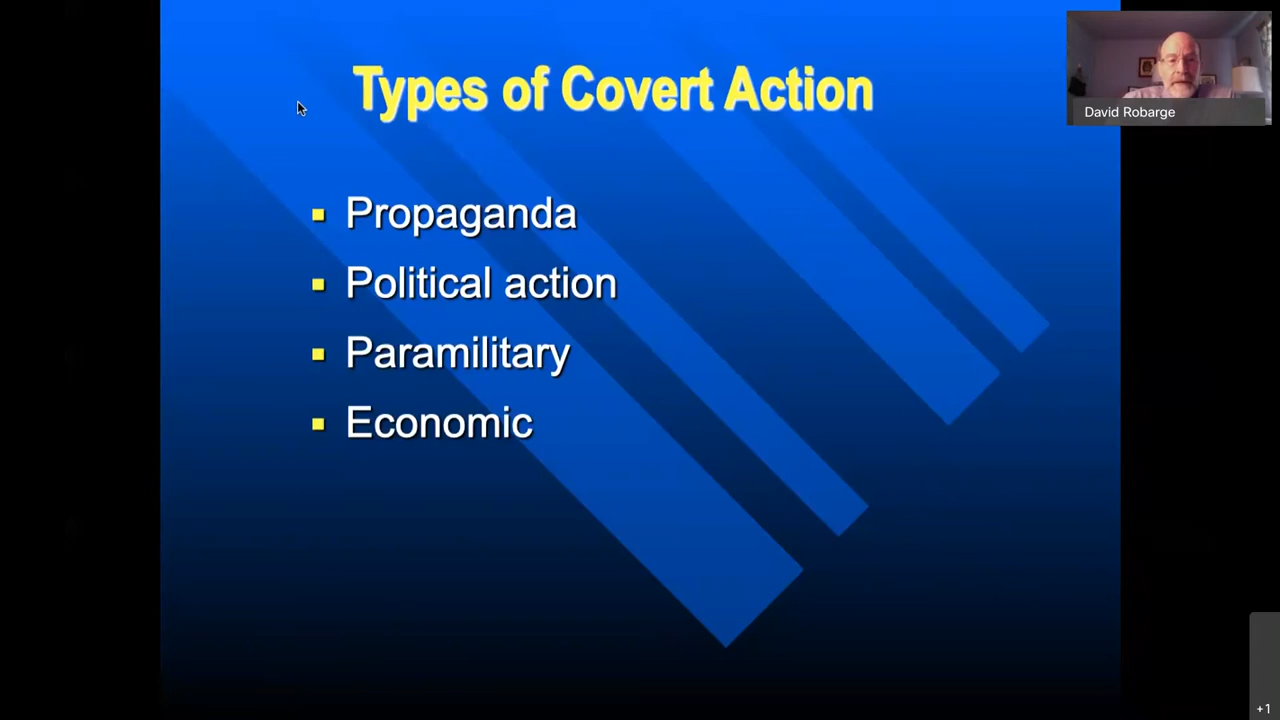 Types of Covert Action
David Robarge
Propaganda
Political action
Paramilitary
Economic
+1